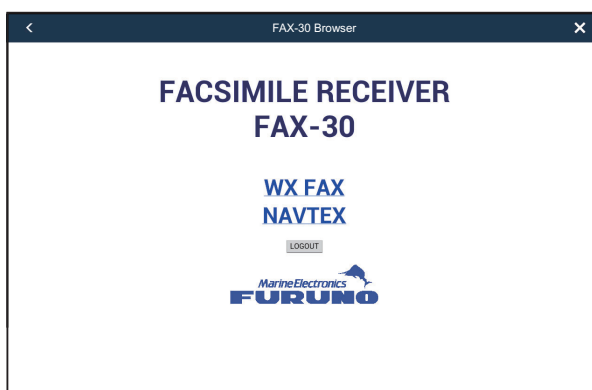 FAX-30 Browser
FACSIMILE RECEIVER
FAX-30
WX FAX
NAVTEX
LOGOUT
Marine Electronics
FURUNO